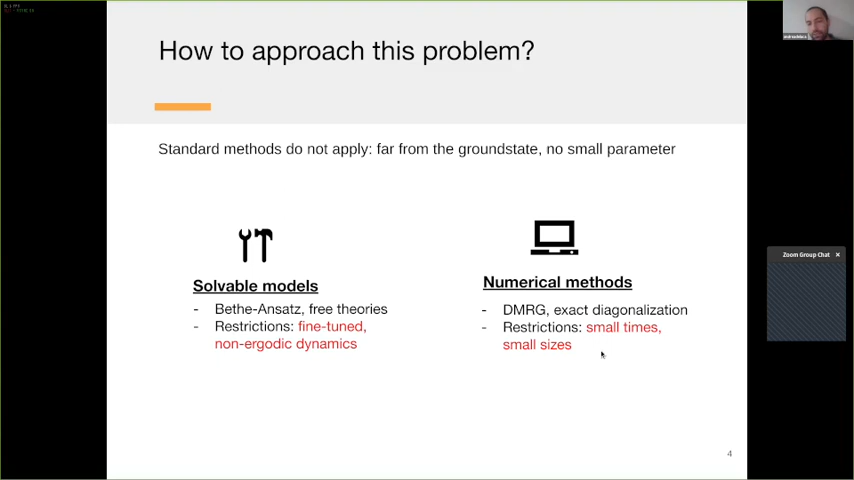 How to approach this problem?
Standard methods do not apply: far from the groundstate, no small parameter
Solvable models
- Bethe-Ansatz, free theories
- Restrictions: fine-tuned,
non-ergodic dynamics
Numerical methods
- DMRG, exact diagonalization
- Restrictions: small times,
small sizes
4
Zoom Group Chat